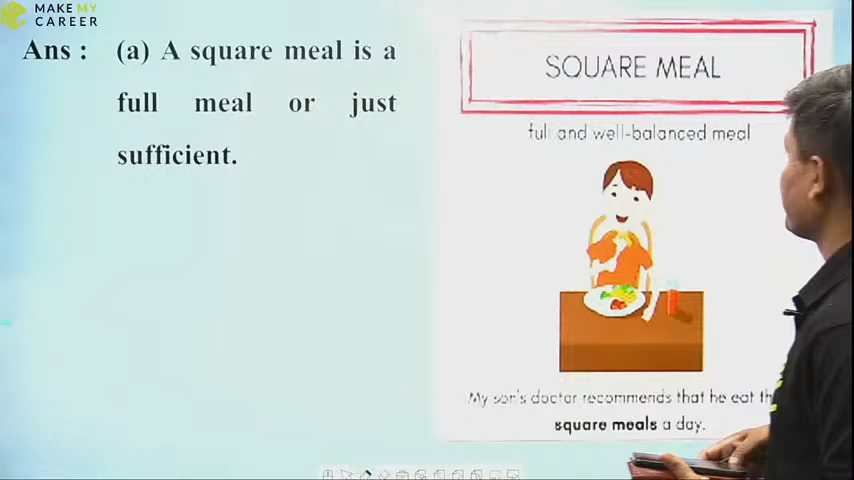 MAKE MY
CAREER
Ans : (a) A square meal is a
full meal or just
sufficient.
SQUARE MEAL
full and well-balanced meal
My son's doctor recommends that he eat
square meals a day.